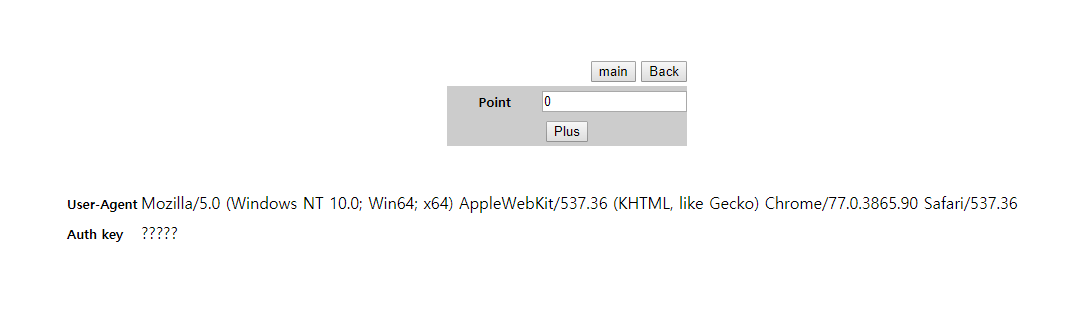 main Back
Point 0
Plus
User-Agent Mozilla/5.0 (Windows NT 10.0; Win64; x64) AppleWebKit/537.36 (KHTML, like Gecko) Chrome/77.0.3865.90 Safari/537.36
Auth key ?????